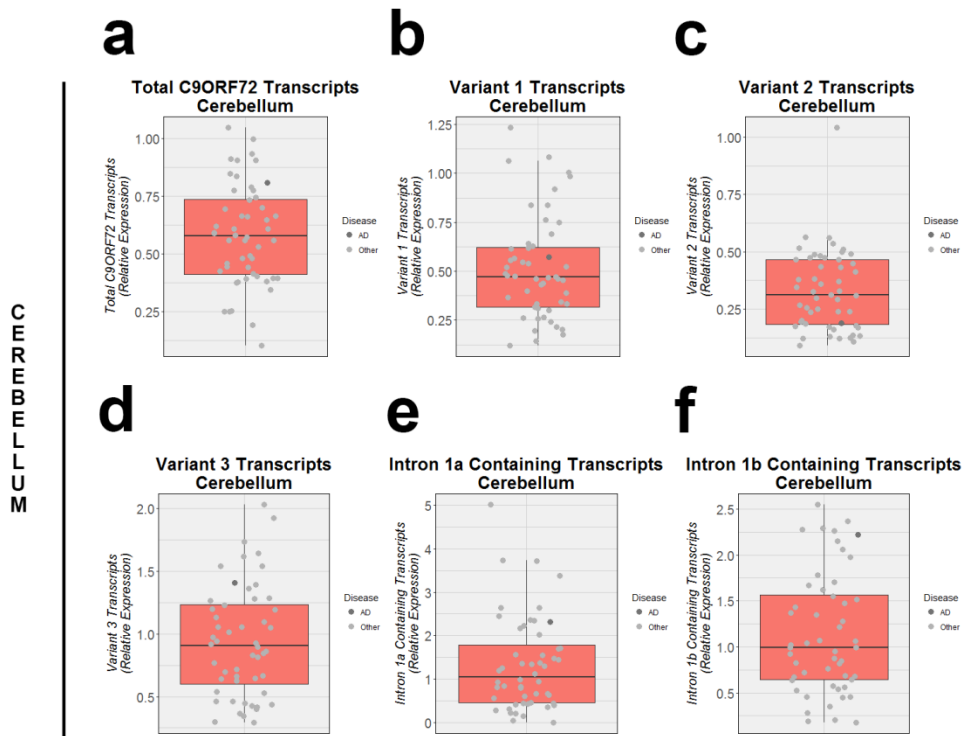 a
Total C9ORF72 Transcripts
Cerebellum
Total C9ORF72 Transcripts
(Relative Expression)
1.00
0.75
0.50
0.25
Disease
AD
Other
b
Variant 1 Transcripts
Cerebellum
Variant 1 Transcripts
(Relative Expression)
1.25
1.00
0.75
0.50
0.25
Disease
AD
Other
c
Variant 2 Transcripts
Cerebellum
Variant 2 Transcripts
(Relative Expression)
1.00
0.75
0.50
0.25
Disease
AD
Other
CEREBELLUM
d
Variant 3 Transcripts
Cerebellum
Variant 3 Transcripts
(Relative Expression)
2.0
1.5
1.0
0.5
Disease
AD
Other
e
Intron 1a Containing Transcripts
Cerebellum
Intron 1a Containing Transcripts
(Relative Expression)
5
4
3
2
1
0
Disease
AD
Other
f
Intron 1b Containing Transcripts
Cerebellum
Intron 1b Containing Transcripts
(Relative Expression)
2.5
2.0
1.5
1.0
0.5
Disease
AD
Other